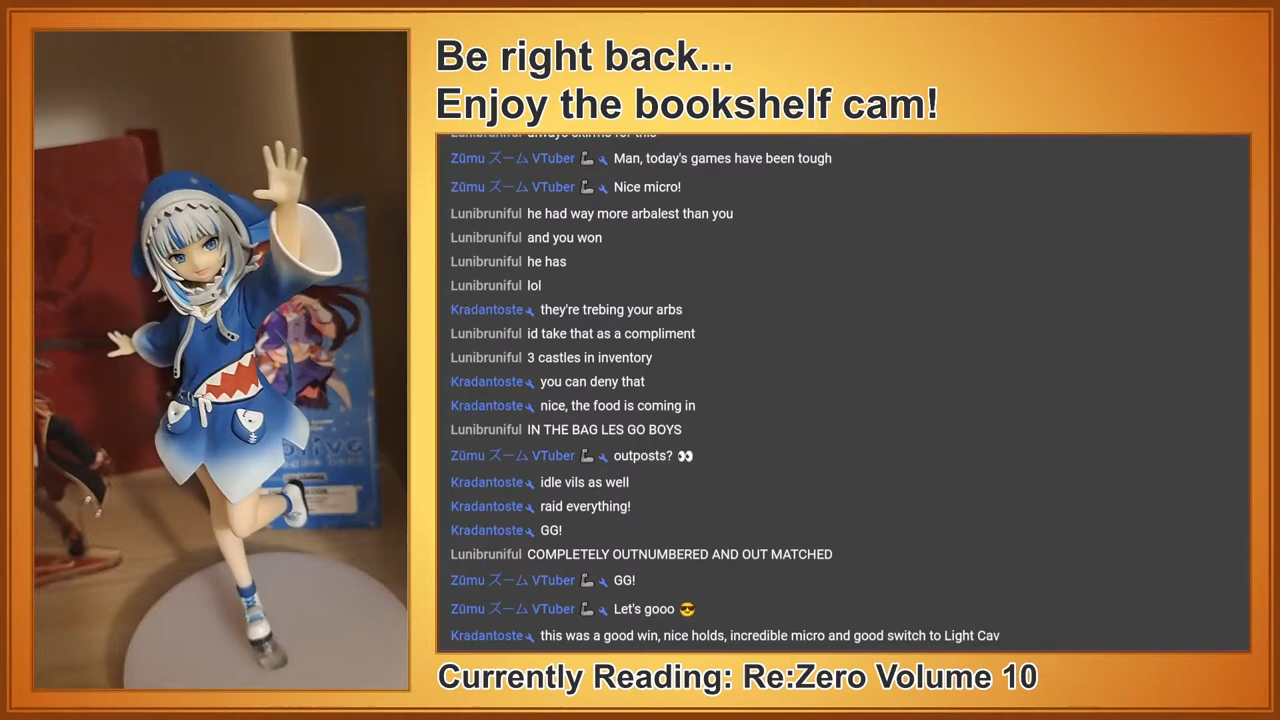 Be right back...
Enjoy the bookshelf cam!
Lunibruniful always skirms for this
Zūmu ズーム VTuber Man, today's games have been tough
Zūmu ズーム VTuber Nice micro!
Lunibruniful he had way more arbalest than you
Lunibruniful and you won
Lunibruniful he has
Lunibruniful lol
Kradantoste they're trebing your arbs
Lunibruniful id take that as a compliment
Lunibruniful 3 castles in inventory
Kradantoste you can deny that
Kradantoste nice, the food is coming in
Lunibruniful IN THE BAG LES GO BOYS
Zūmu ズーム VTuber outposts? 👀
Kradantoste idle vils as well
Kradantoste raid everything!
Kradantoste GG!
Lunibruniful COMPLETELY OUTNUMBERED AND OUT MATCHED
Zūmu ズーム VTuber GG!
Zūmu ズーム VTuber Let's gooo 😎
Kradantoste this was a good win, nice holds, incredible micro and good switch to Light Cav
Currently Reading: Re:Zero Volume 10